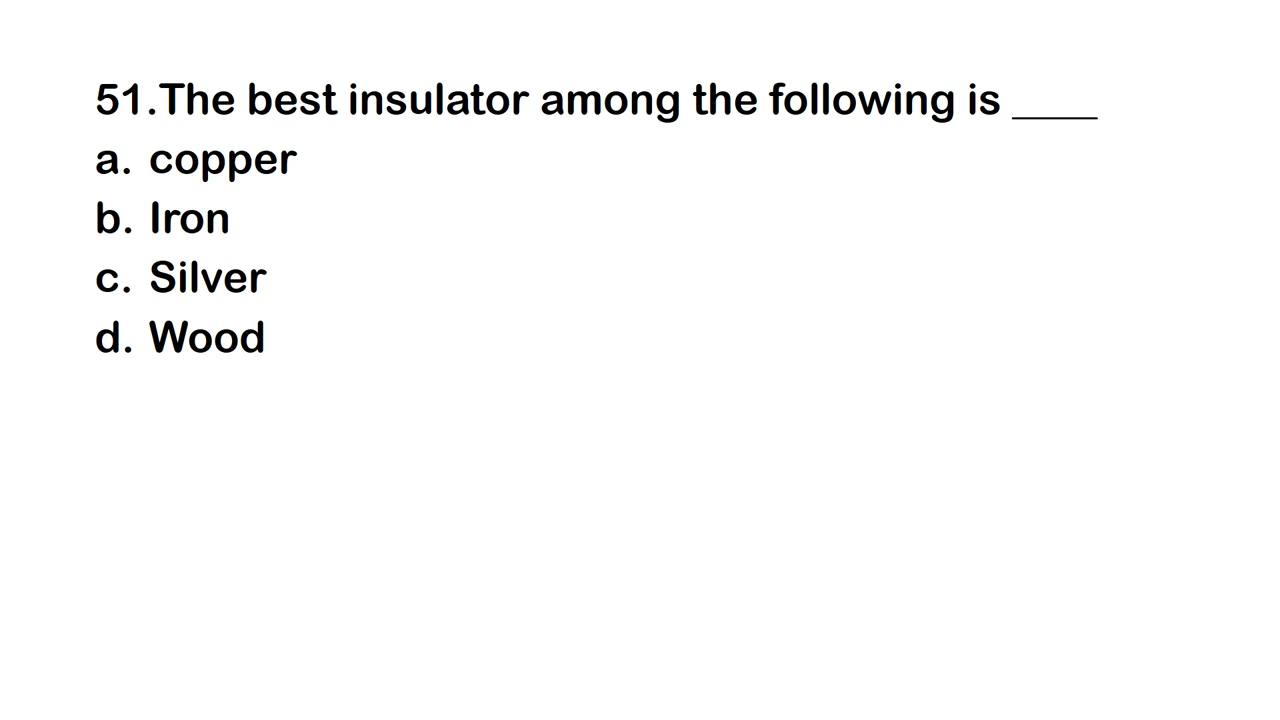 51.The best insulator among the following is ____
a. copper
b. Iron
c. Silver
d. Wood